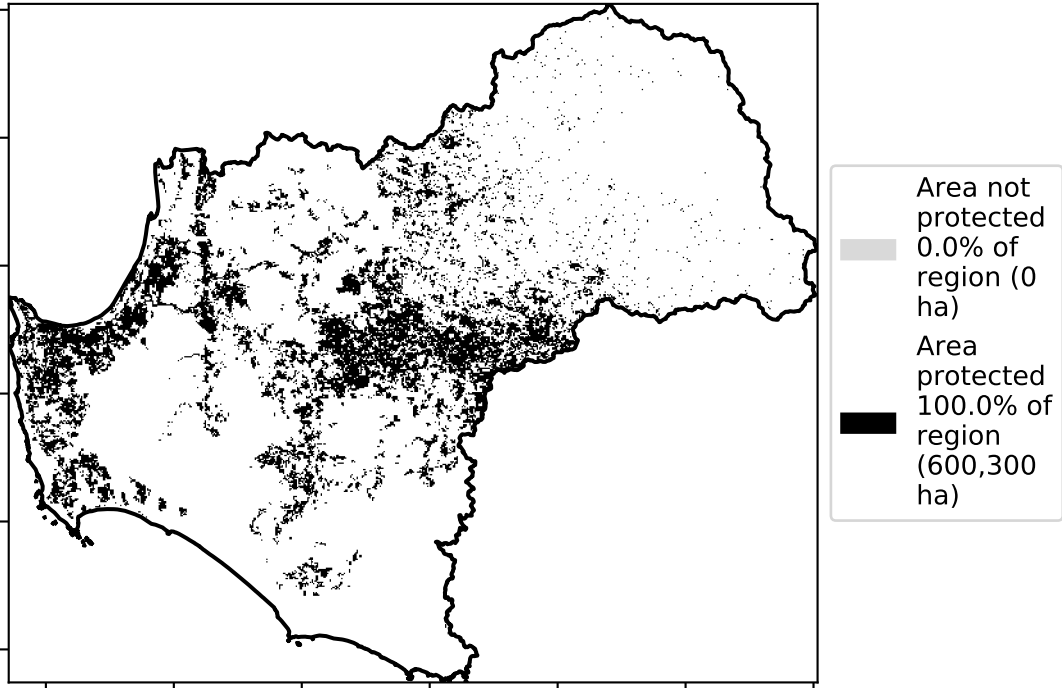 Area not
protected
0.0% of
region (0
ha)
Area
protected
100.0% of
region
(600,300
ha)